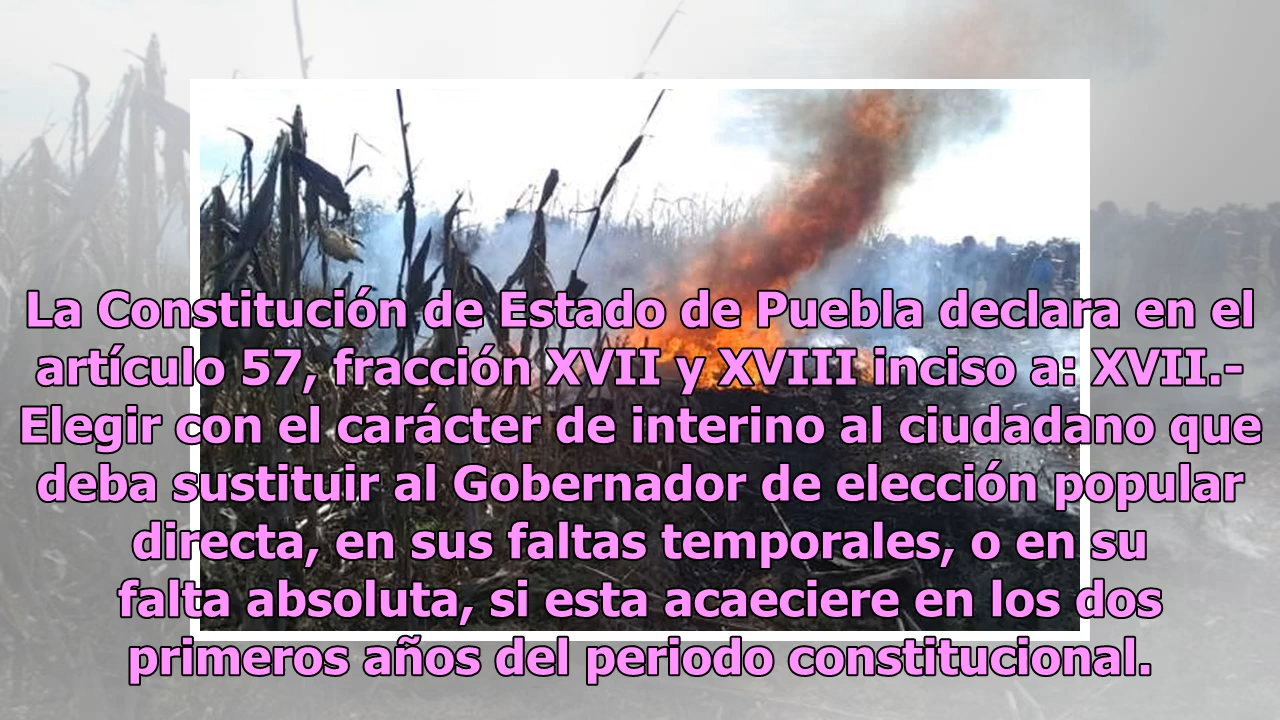 La Constitución de Estado de Puebla declara en el
artículo 57, fracción XVII y XVIII inciso a: XVII.-
Elegir con el carácter de interino al ciudadano que
deba sustituir al Gobernador de elección popular
directa, en sus faltas temporales, o en su
falta absoluta, si esta acaeciere en los dos
primeros años del periodo constitucional.